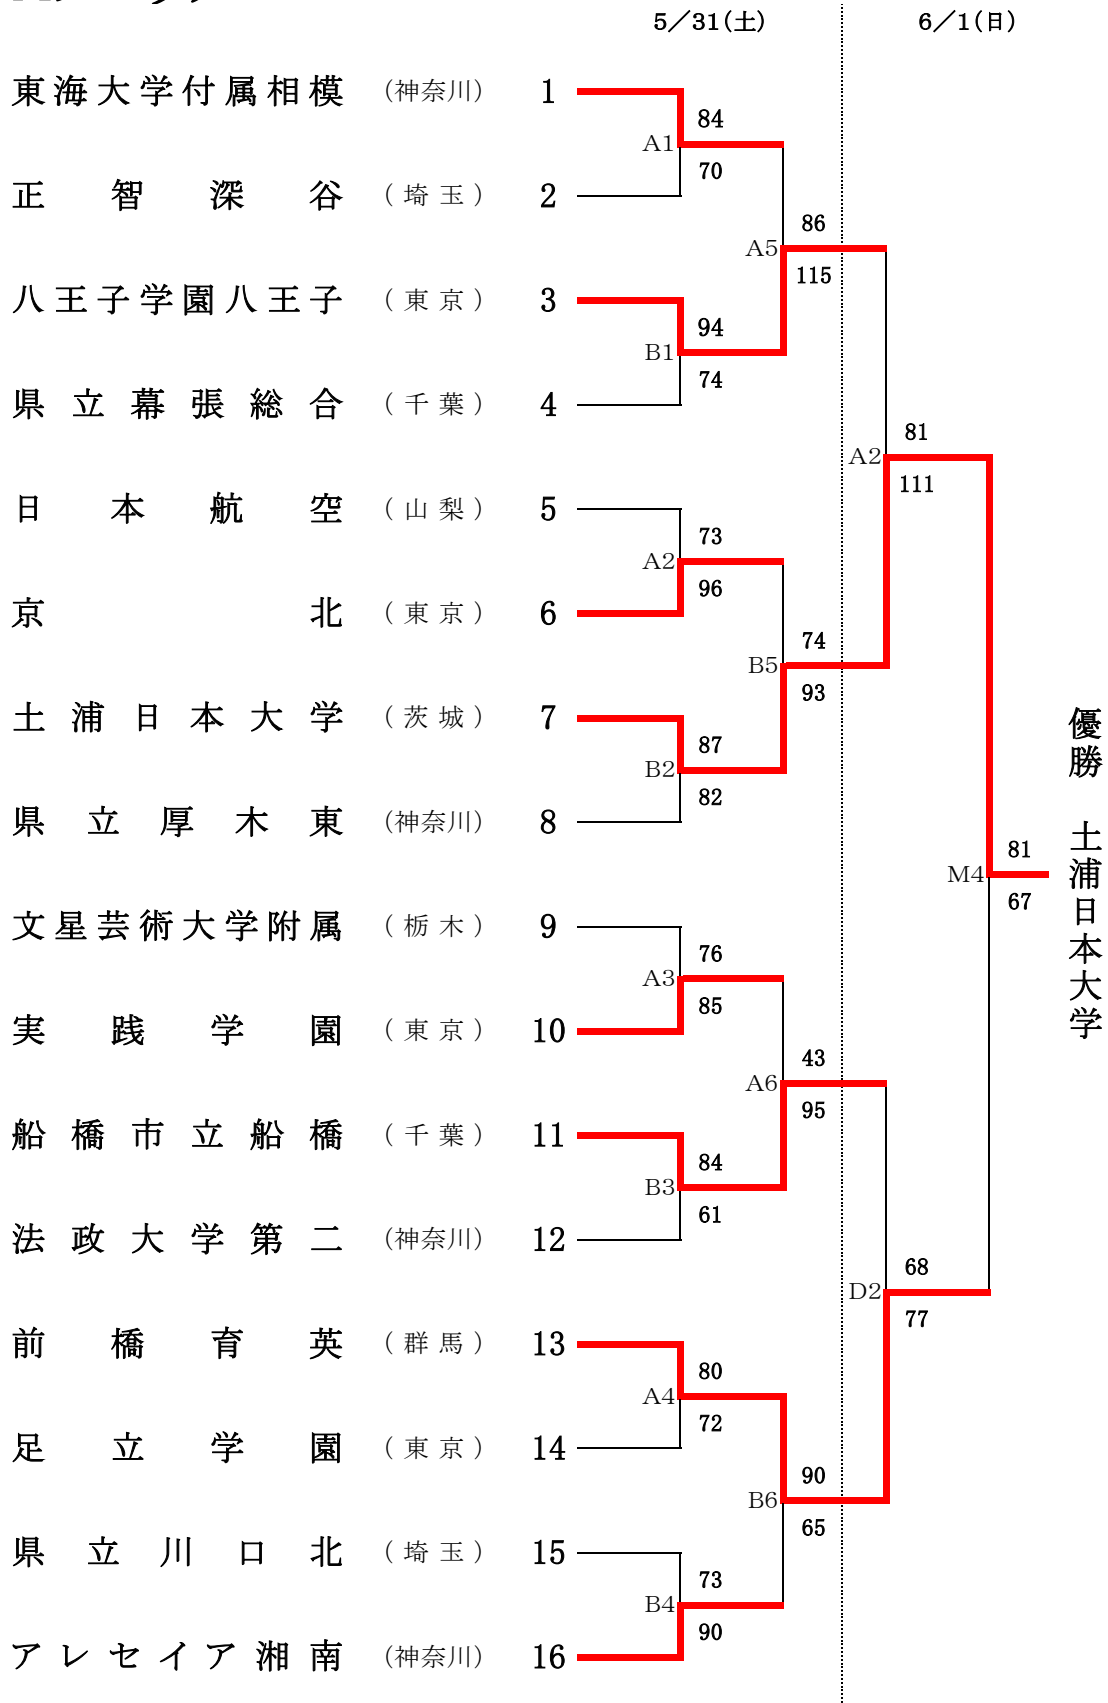 5／31(土) 6／1(日)
東海大学付属相模 (神奈川) 1
84
A1
70
正智深谷 (埼玉) 2
86
A5
115
八王子学園八王子 (東京) 3
94
B1
74
県立幕張総合 (千葉) 4
81
A2
111
日本航空 (山梨) 5
73
A2
96
京北 (東京) 6
74
B5
93
土浦日本大学 (茨城) 7
87
B2
82
県立厚木東 (神奈川) 8
81
M4
67
優勝 土浦日本大学
文星芸術大学附属 (栃木) 9
76
A3
85
実践学園 (東京) 10
43
A6
95
船橋市立船橋 (千葉) 11
84
B3
61
法政大学第二 (神奈川) 12
68
D2
77
前橋育英 (群馬) 13
80
A4
72
足立学園 (東京) 14
90
B6
65
県立川口北 (埼玉) 15
73
B4
90
アレセイア湘南 (神奈川) 16